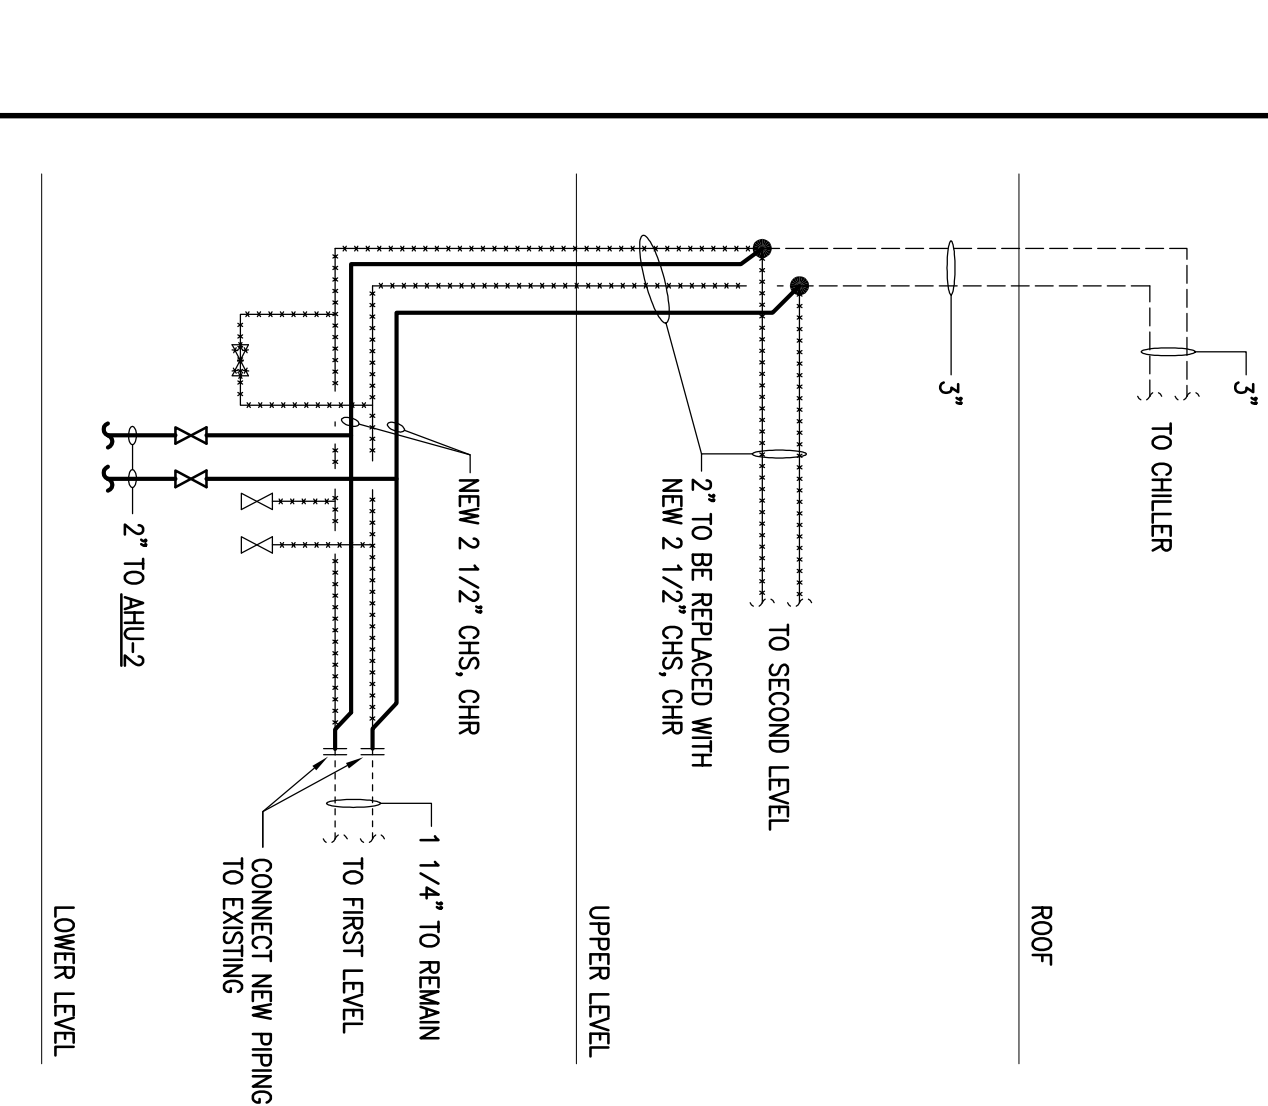 3"
TO CHILLER
3"
ROOF
TO SECOND LEVEL
2" TO BE REPLACED WITH
NEW 2 1/2" CHS, CHR
UPPER LEVEL
NEW 2 1/2" CHS, CHR
1 1/4" TO REMAIN
TO FIRST LEVEL
CONNECT NEW PIPING
TO EXISTING
2" TO AHU-2
LOWER LEVEL